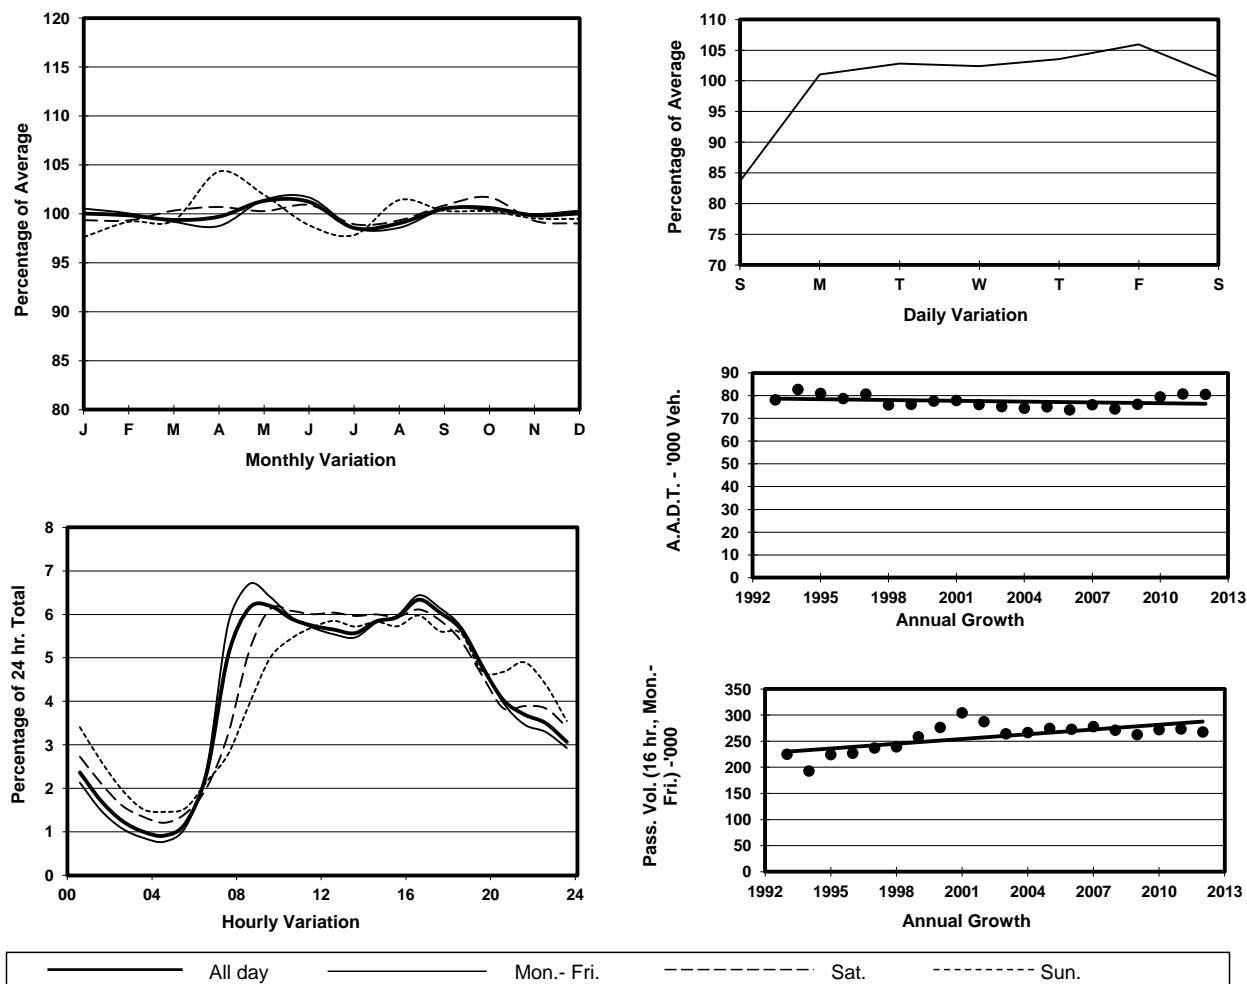 120
115
110
105
100
95
90
85
80
Percentage of Average
J F M A M J J A S O N D
Monthly Variation
110
105
100
95
90
85
80
75
70
Percentage of Average
S M T W T F S
Daily Variation
90
80
70
60
50
40
30
20
10
0
A.A.D.T. - '000 Veh.
1992 1995 1998 2001 2004 2007 2010 2013
Annual Growth
8
7
6
5
4
3
2
1
0
Percentage of 24 hr. Total
00 04 08 12 16 20 24
Hourly Variation
350
300
250
200
150
100
50
0
Pass. Vol. (16 hr., Mon.-
Fri.) -'000
1992 1995 1998 2001 2004 2007 2010 2013
Annual Growth
All day Mon.- Fri. Sat. Sun.